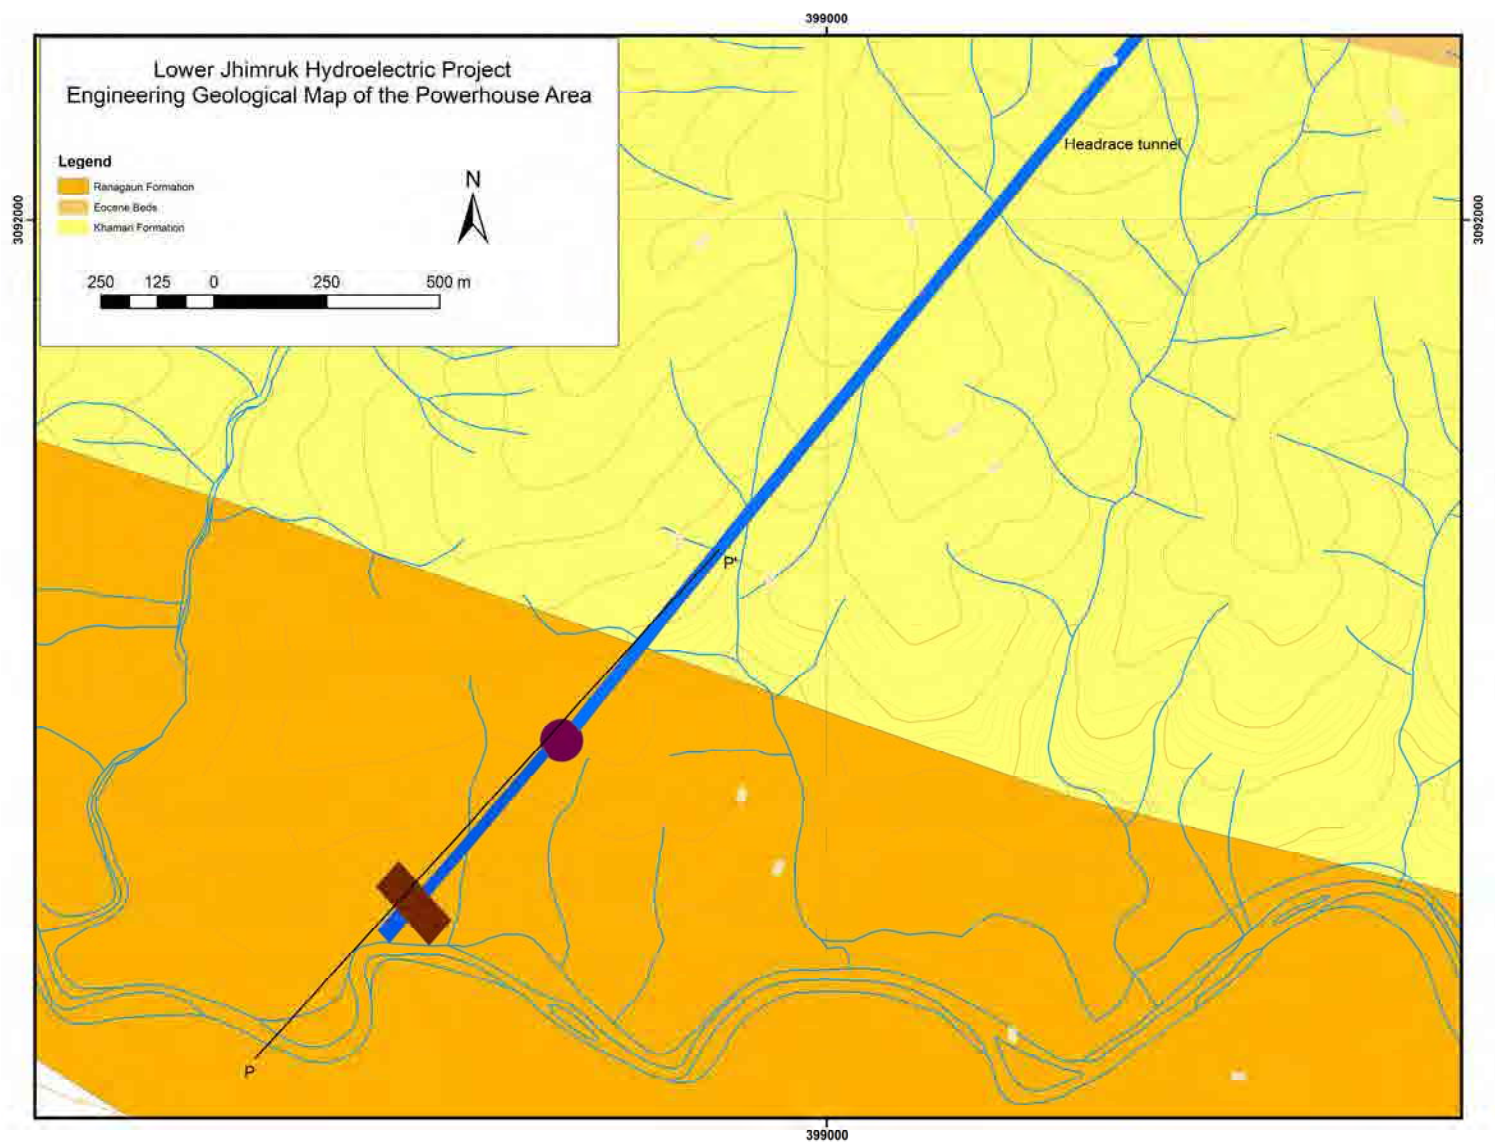 399000
Lower Jhimruk Hydroelectric Project
Engineering Geological Map of the Powerhouse Area
Legend
Ranagaun Formation
Eocene Beds
Khamari Formation
N
250 125 0 250 500 m
Headrace tunnel
3092000
3092000
P'
P
399000